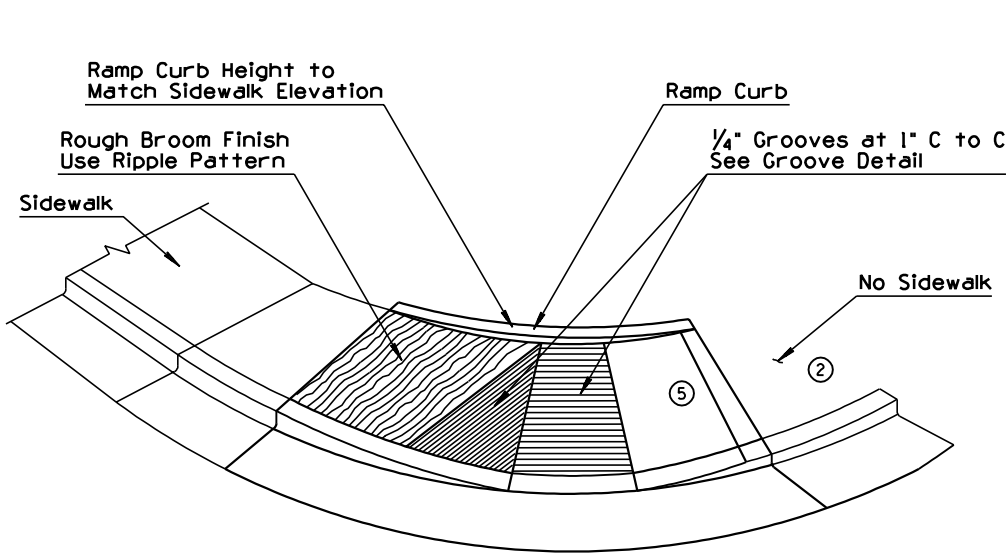 Ramp Curb Height to
Match Sidewalk Elevation
Ramp Curb
Rough Broom Finish
Use Ripple Pattern
¼" Grooves at 1" C to C
See Groove Detail
Sidewalk
No Sidewalk
2
5